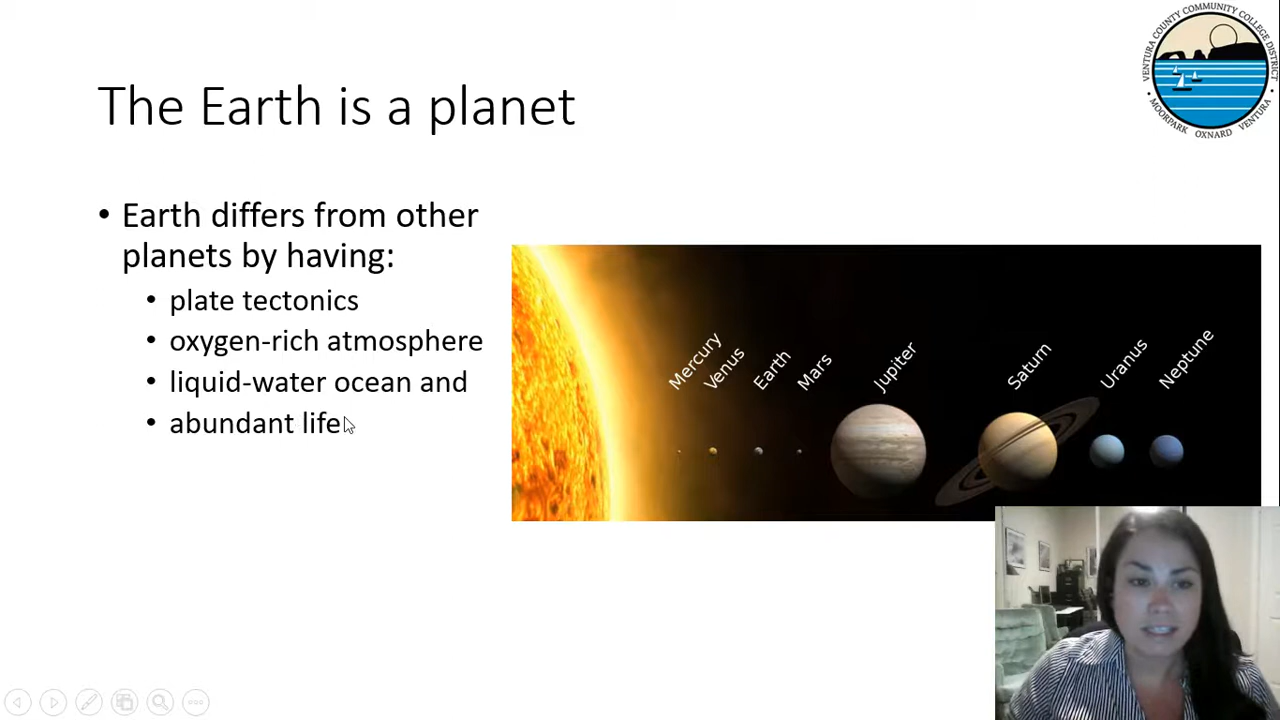 VENTURA COUNTY COMMUNITY COLLEGE DISTRICT
• MOORPARK OXNARD VENTURA •
The Earth is a planet
• Earth differs from other
planets by having:
• plate tectonics
• oxygen-rich atmosphere
• liquid-water ocean and
• abundant life
Mercury
Venus
Earth
Mars
Jupiter
Saturn
Uranus
Neptune